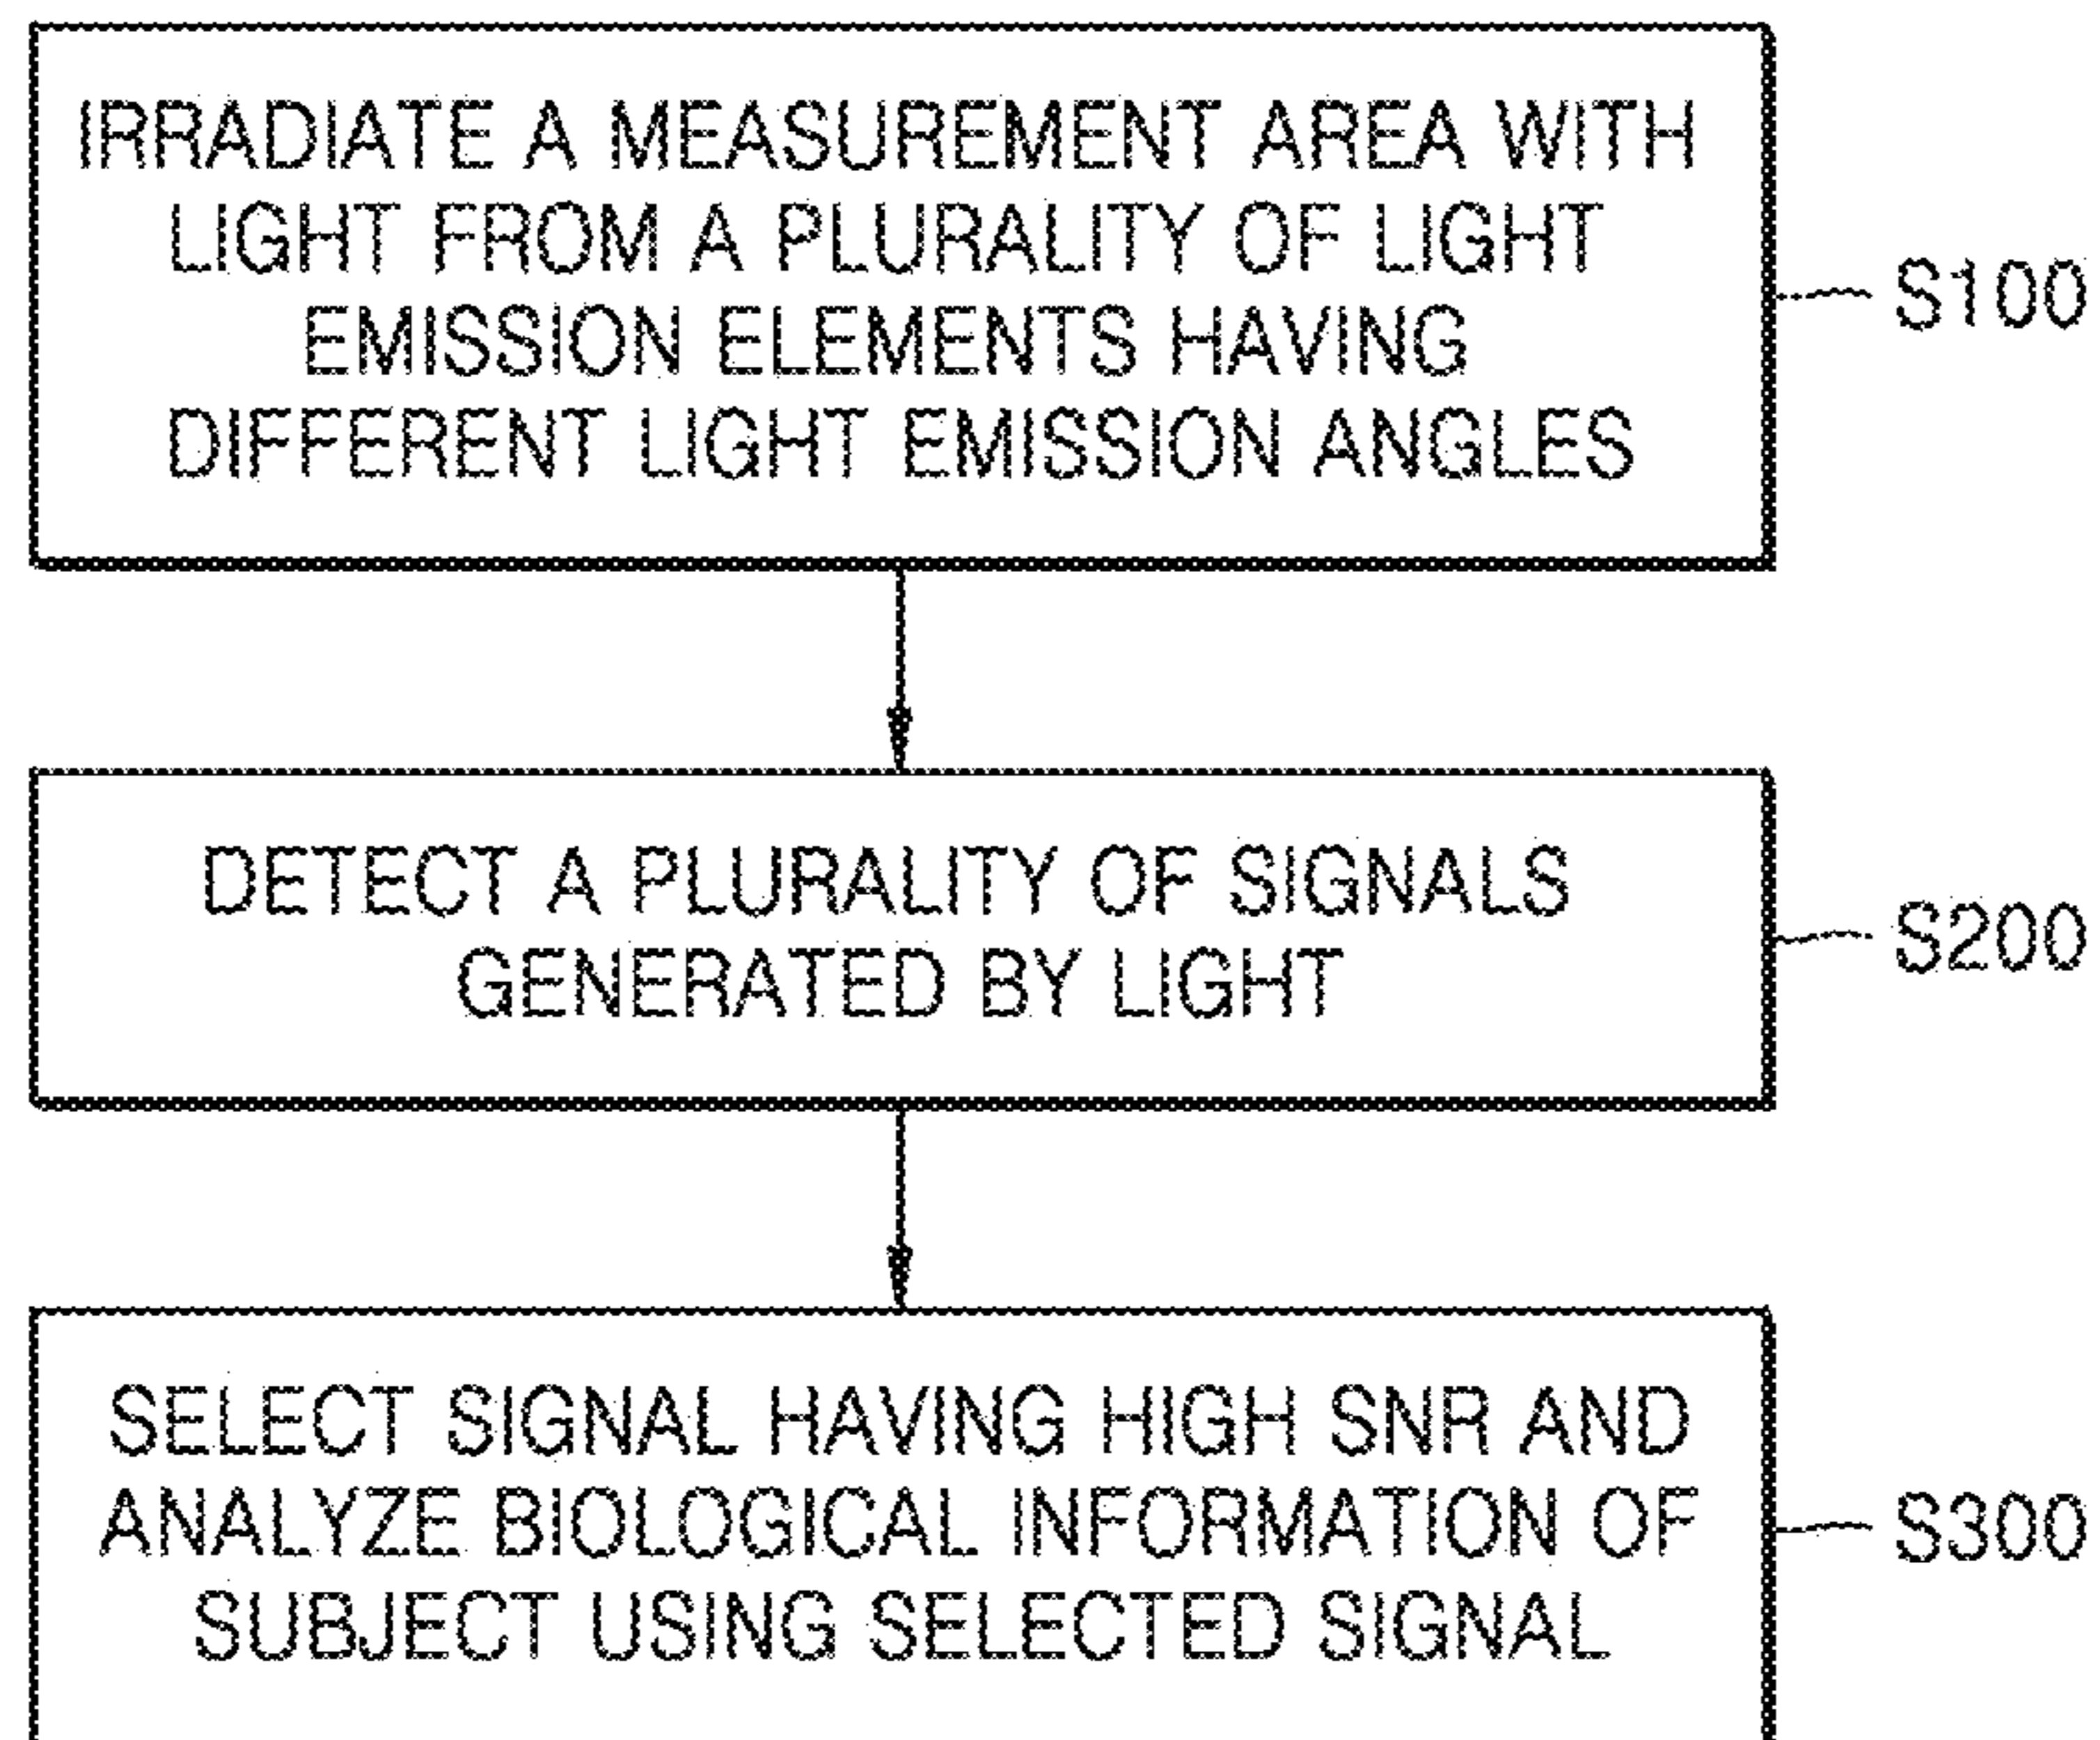 IRRADIATE A MEASUREMENT AREA WITH
LIGHT FROM A PLURALITY OF LIGHT
EMISSION ELEMENTS HAVING
DIFFERENT LIGHT EMISSION ANGLES
S100
DETECT A PLURALITY OF SIGNALS
GENERATED BY LIGHT
S200
SELECT SIGNAL HAVING HIGH SNR AND
ANALYZE BIOLOGICAL INFORMATION OF
SUBJECT USING SELECTED SIGNAL
S300